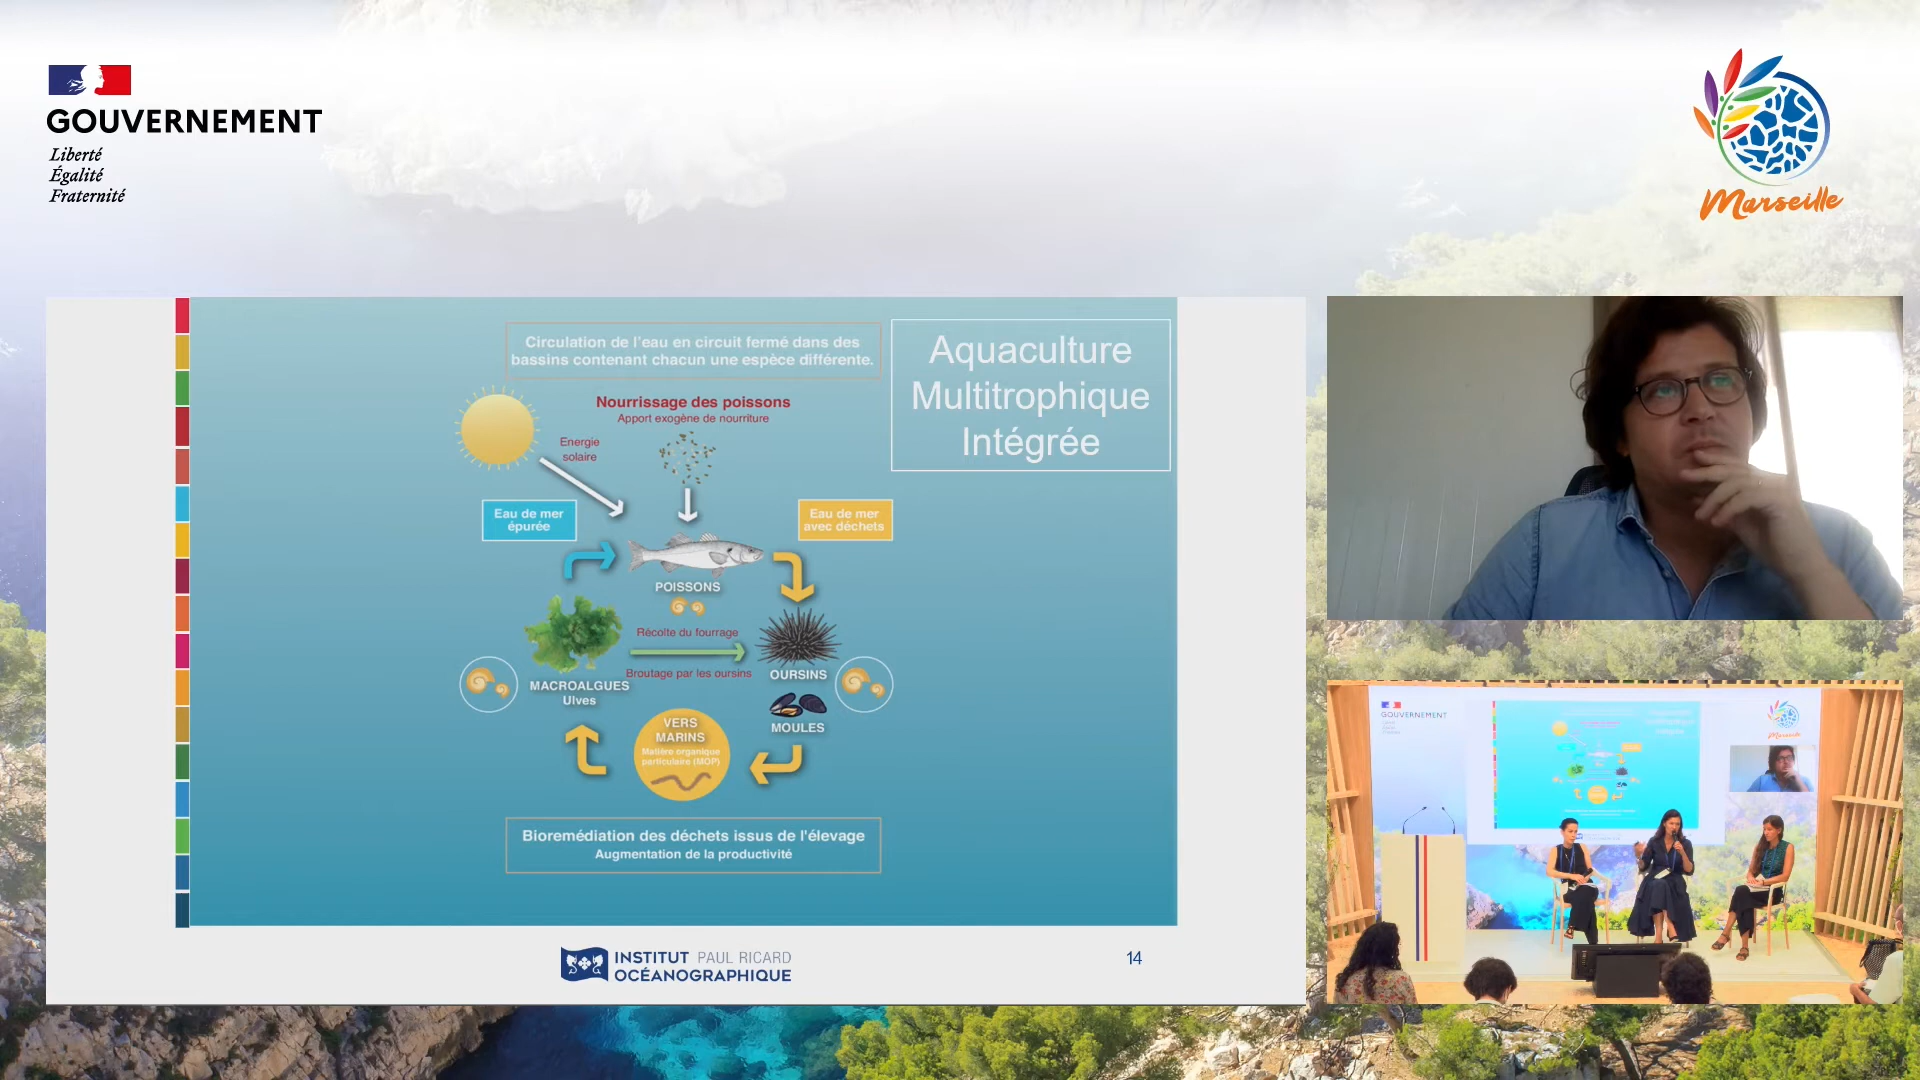 GOUVERNEMENT
Liberté
Égalité
Fraternité
Marseille
Circulation de l'eau en circuit fermé dans des
bassins contenant chacun une espèce différente.
Aquaculture
Multitrophique
Intégrée
Nourrissage des poissons
Apport exogène de nourriture
Energie
solaire
Eau de mer
épurée
Eau de mer
avec déchets
POISSONS
Récolte du fourrage
Broutage par les oursins
OURSINS
MACROALGUES
Ulves
MOULES
VERS
MARINS
Matière organique
particulaire (MOP)
Bioremédiation des déchets issus de l'élevage
Augmentation de la productivité
INSTITUT PAUL RICARD
OCÉANOGRAPHIQUE
14
GOUVERNEMENT
Marseille